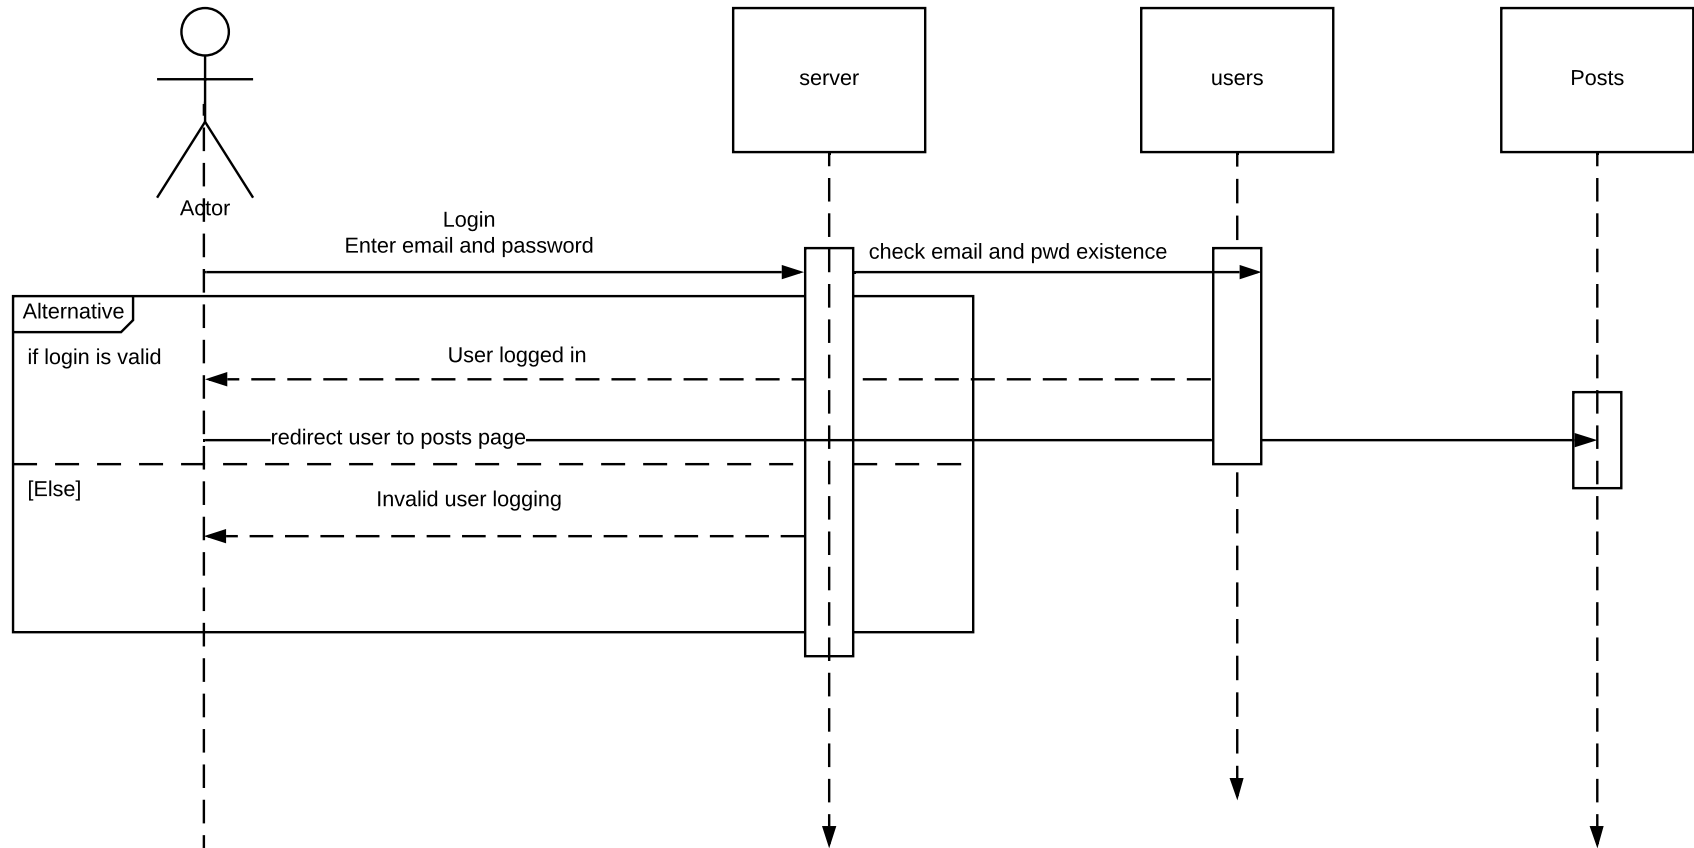 server
users
Posts
Actor
Login
Enter email and password
check email and pwd existence
Alternative
if login is valid
User logged in
redirect user to posts page
[Else]
Invalid user logging